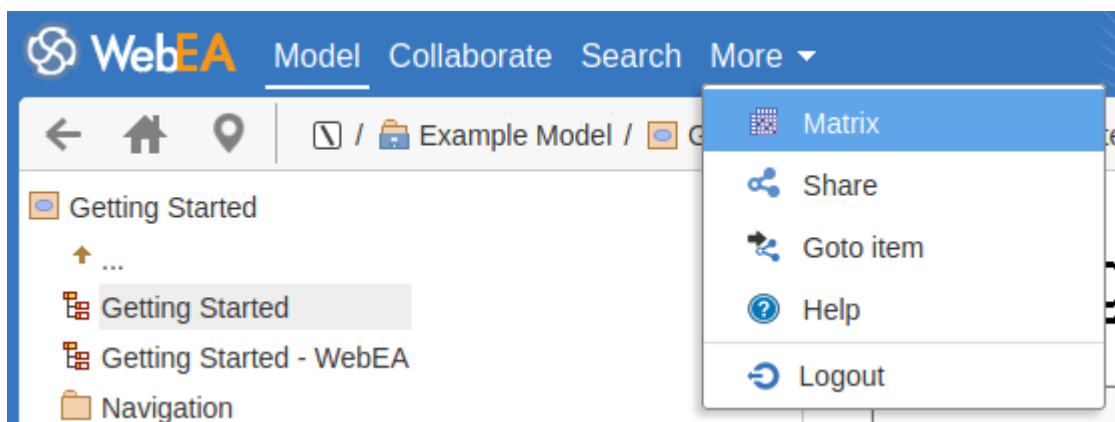 WebEA Model Collaborate Search More
/ Example Model /
Matrix
Share
Goto item
Help
Logout
Getting Started
...
Getting Started
Getting Started - WebEA
Navigation